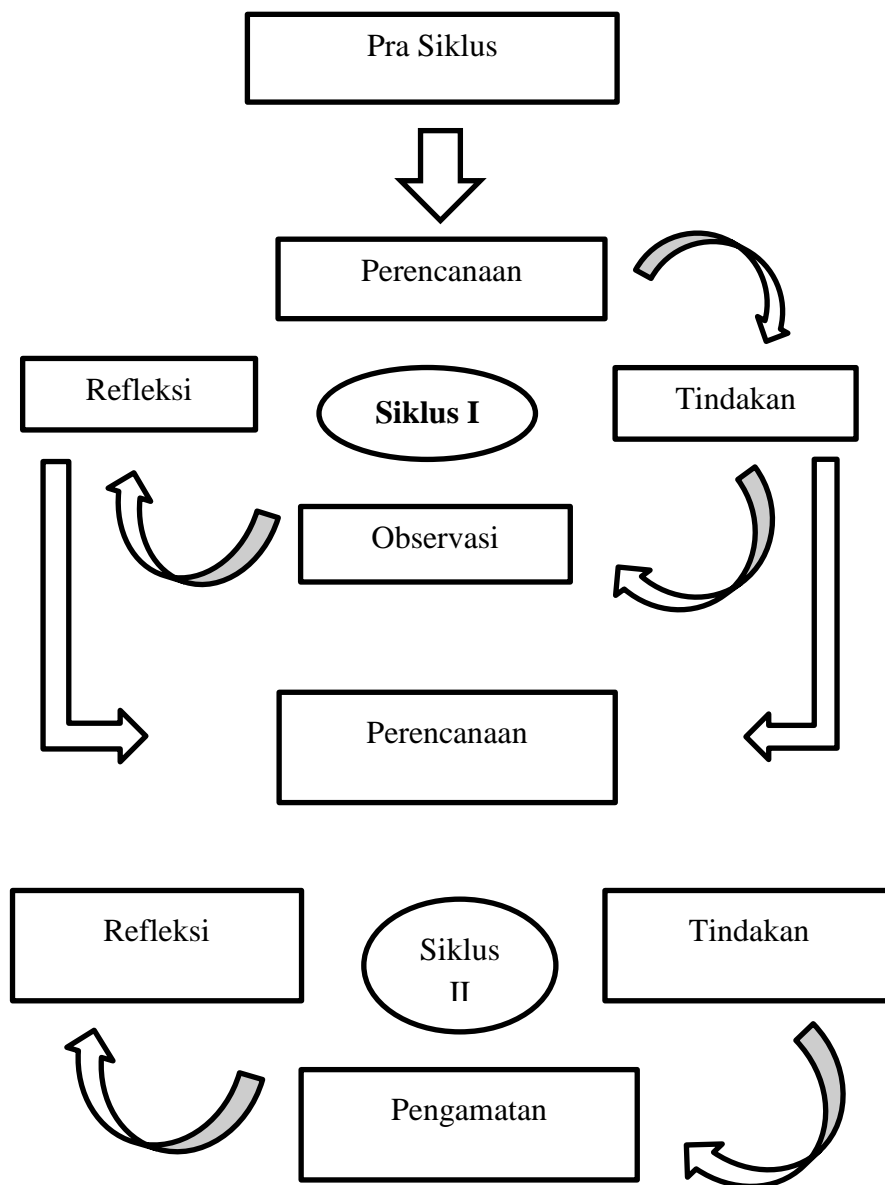 Pra Siklus
Perencanaan
Refleksi
Siklus I
Tindakan
Observasi
Perencanaan
Refleksi
Siklus
II
Tindakan
Pengamatan